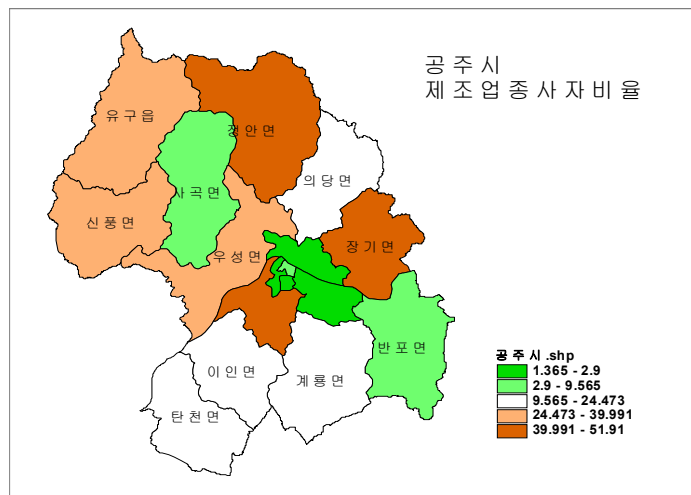 공 주 시
제 조 업 종 사 자 비 율
유 구 읍
정 안 면
의 당 면
사 곡 면
신 풍 면
우 성 면
장 기 면
반 포 면
이 인 면
계 룡 면
탄 천 면
공 주 시 .shp
1.365 - 2.9
2.9 - 9.565
9.565 - 24.473
24.473 - 39.991
39.991 - 51.91